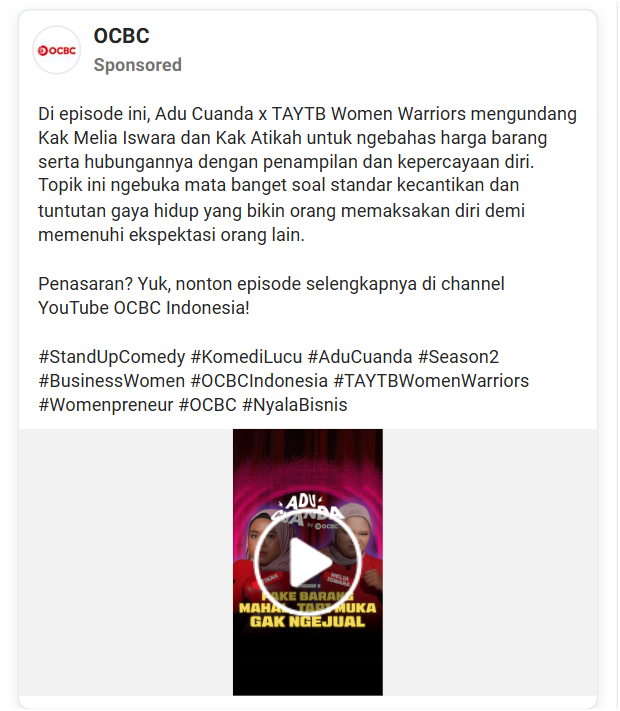 OCBC
Sponsored
OCBC
Di episode ini, Adu Cuanda x TAYTB Women Warriors mengundang
Kak Melia Iswara dan Kak Atikah untuk ngebahas harga barang
serta hubungannya dengan penampilan dan kepercayaan diri.
Topik ini ngebuka mata banget soal standar kecantikan dan
tuntutan gaya hidup yang bikin orang memaksakan diri demi
memenuhi ekspektasi orang lain.
Penasaran? Yuk, nonton episode selengkapnya di channel
YouTube OCBC Indonesia!
#StandUpComedy #KomediLucu #AduCuanda #Season2
#BusinessWomen #OCBCIndonesia #TAYTBWomenWarriors
#Womenpreneur #OCBC #NyalaBisnis
ADU
CUANDA
by OCBC
MELIA
ISWARA
PAKE BARANG
TAPI MUKA
GAK NGEJUAL